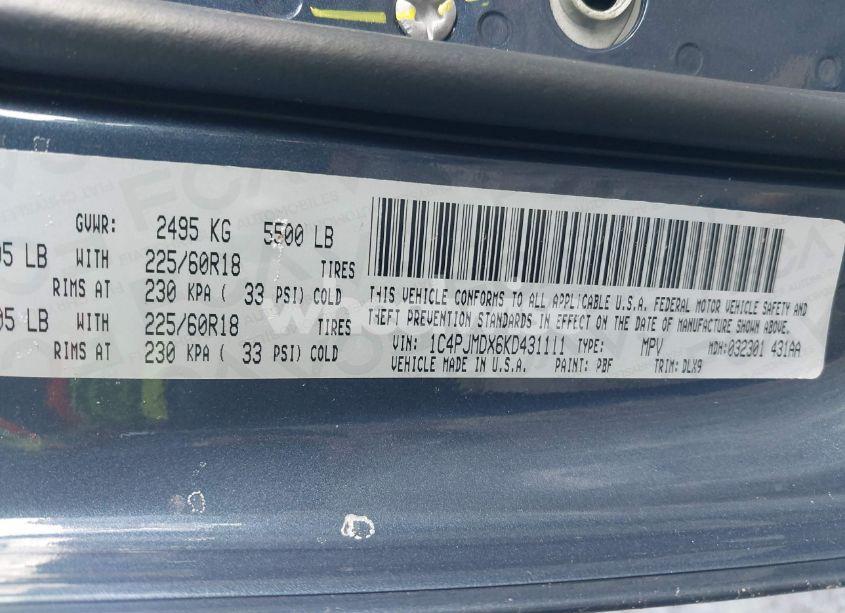 GVWR: 2495 KG 5500 LB
LB WITH 225/60R18 TIRES
RIMS AT 230 KPA ( 33 PSI) COLD
LB WITH 225/60R18 TIRES
RIMS AT 230 KPA ( 33 PSI) COLD
THIS VEHICLE CONFORMS TO ALL APPLICABLE U.S.A. FEDERAL MOTOR VEHICLE SAFETY AND
THEFT PREVENTION STANDARDS IN EFFECT ON THE DATE OF MANUFACTURE SHOWN ABOVE.
VIN: 1C4PJMDX6KD431111 TYPE: MPV MDH:032301 431AA
VEHICLE MADE IN U.S.A. PAINT: PBF TRIM: DLX9